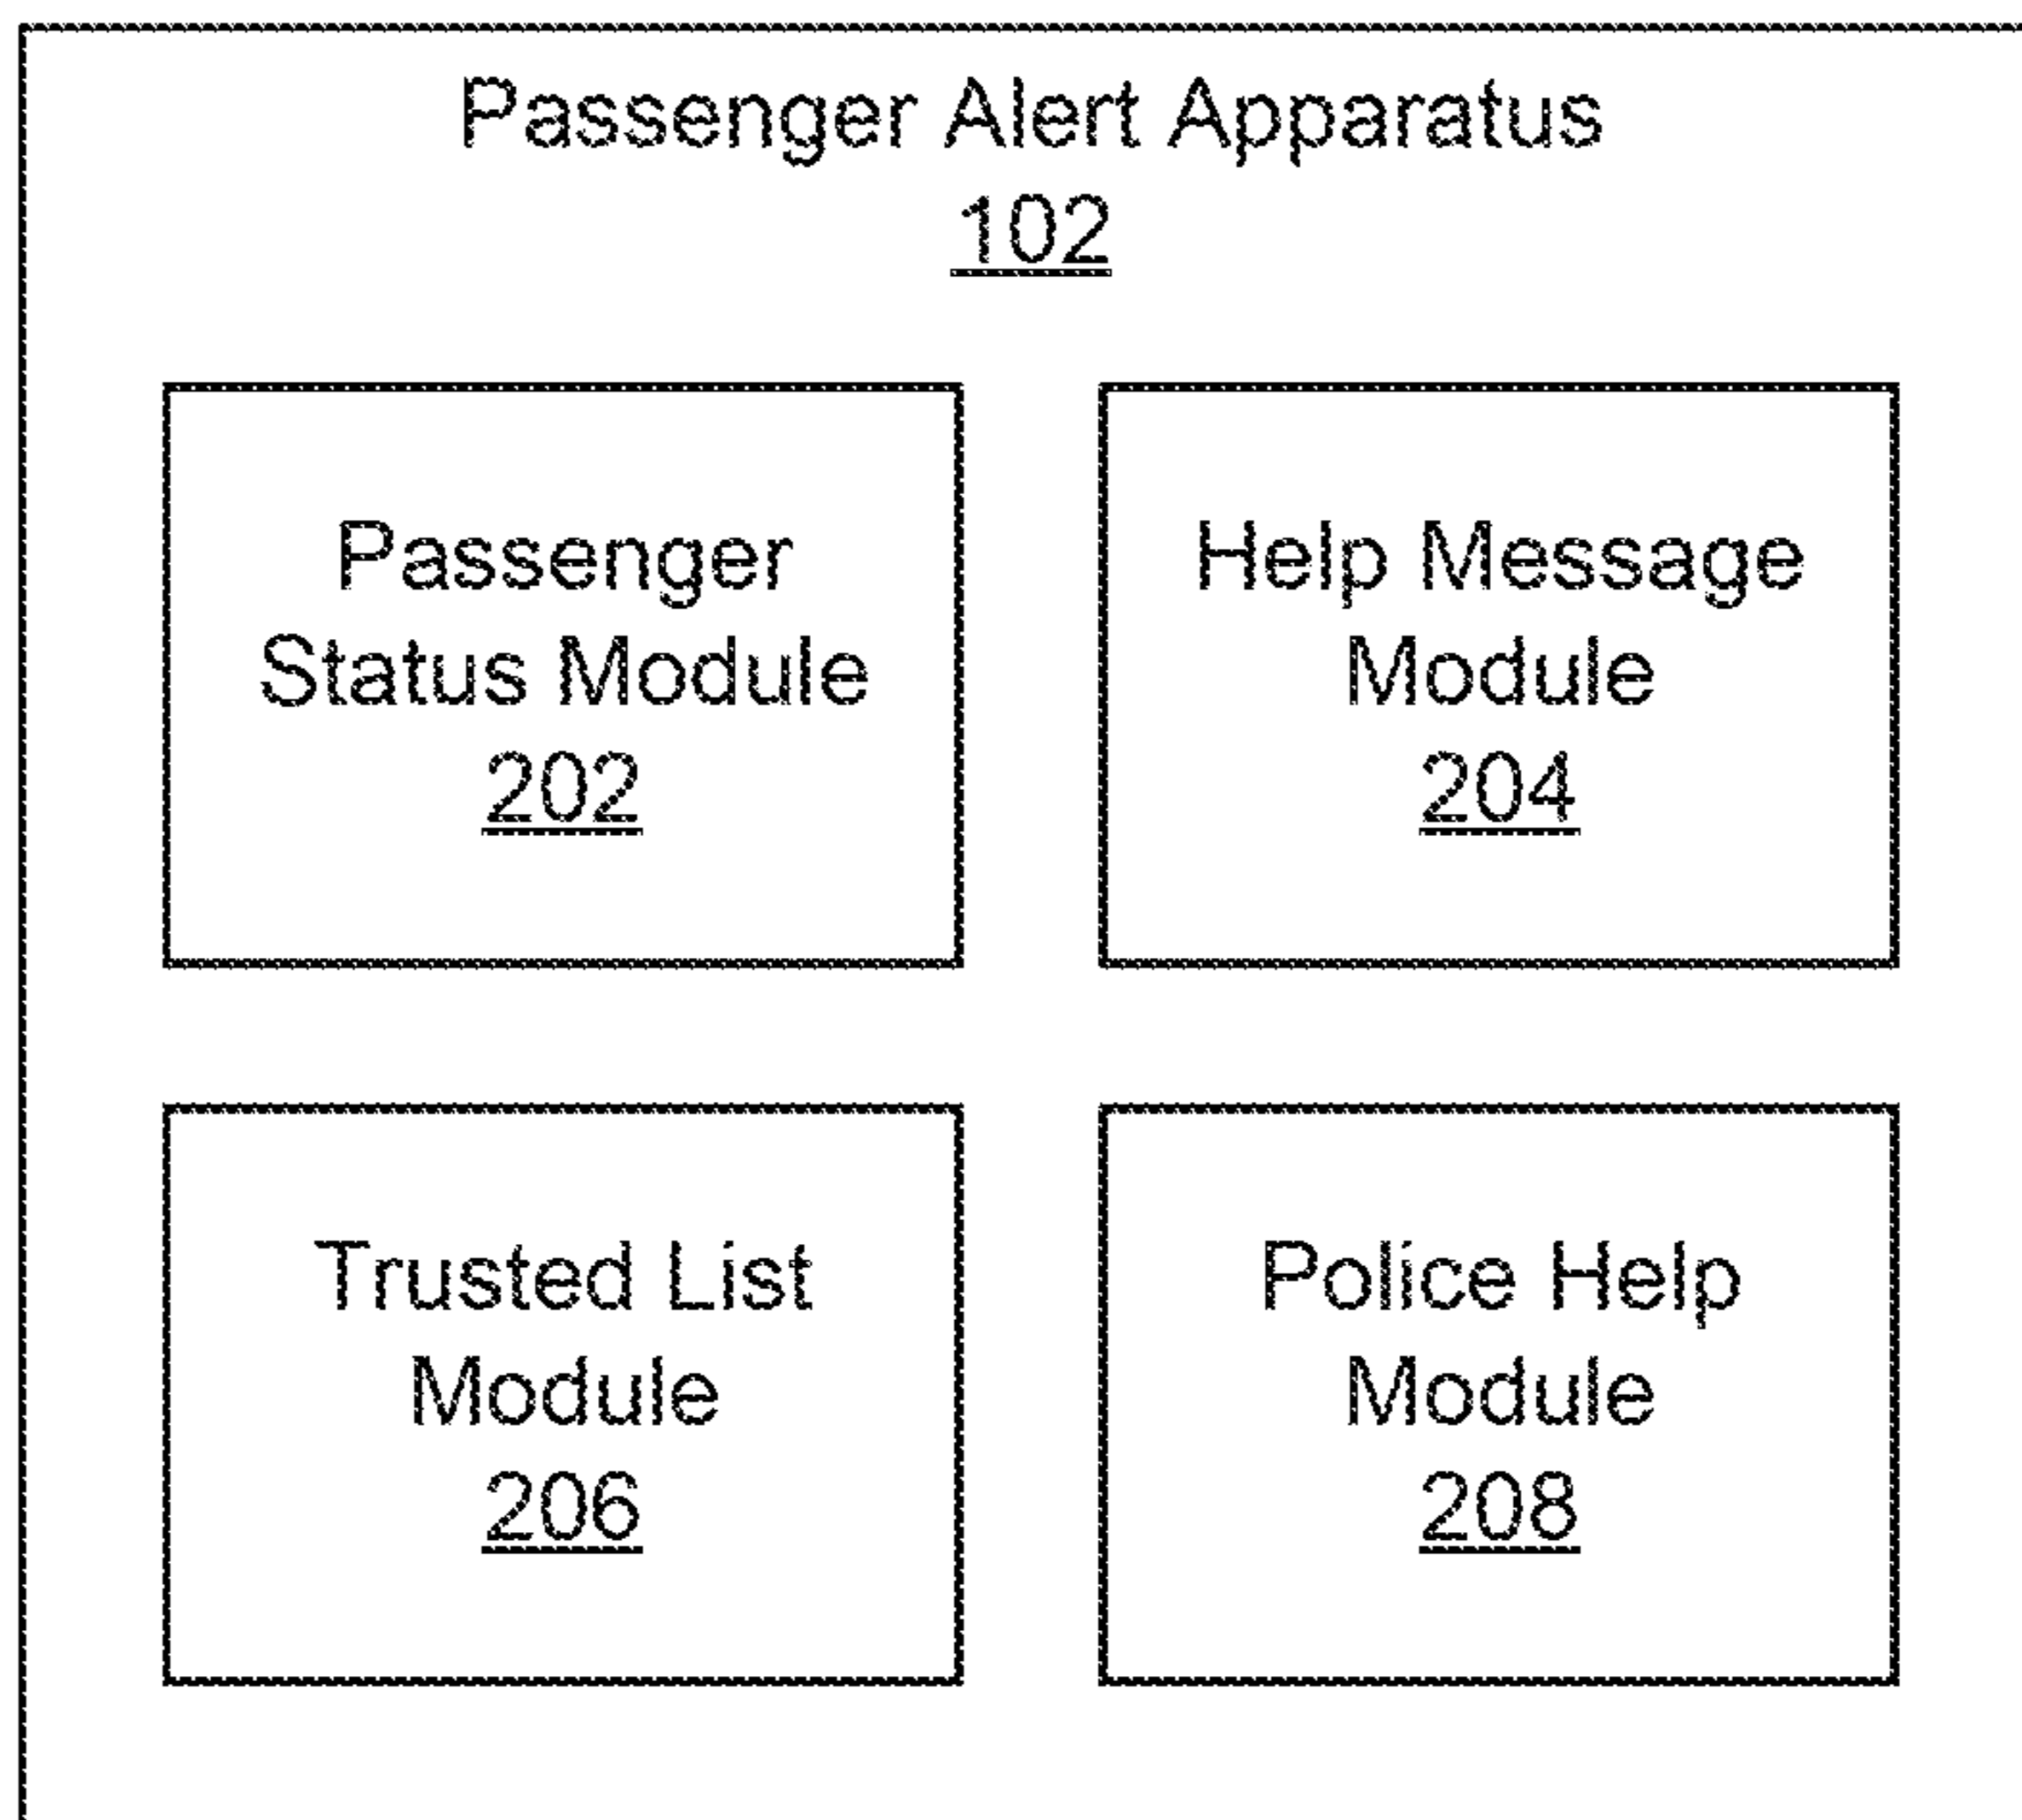 Passenger Alert Apparatus
102
Passenger
Status Module
202
Help Message
Module
204
Trusted List
Module
206
Police Help
Module
208